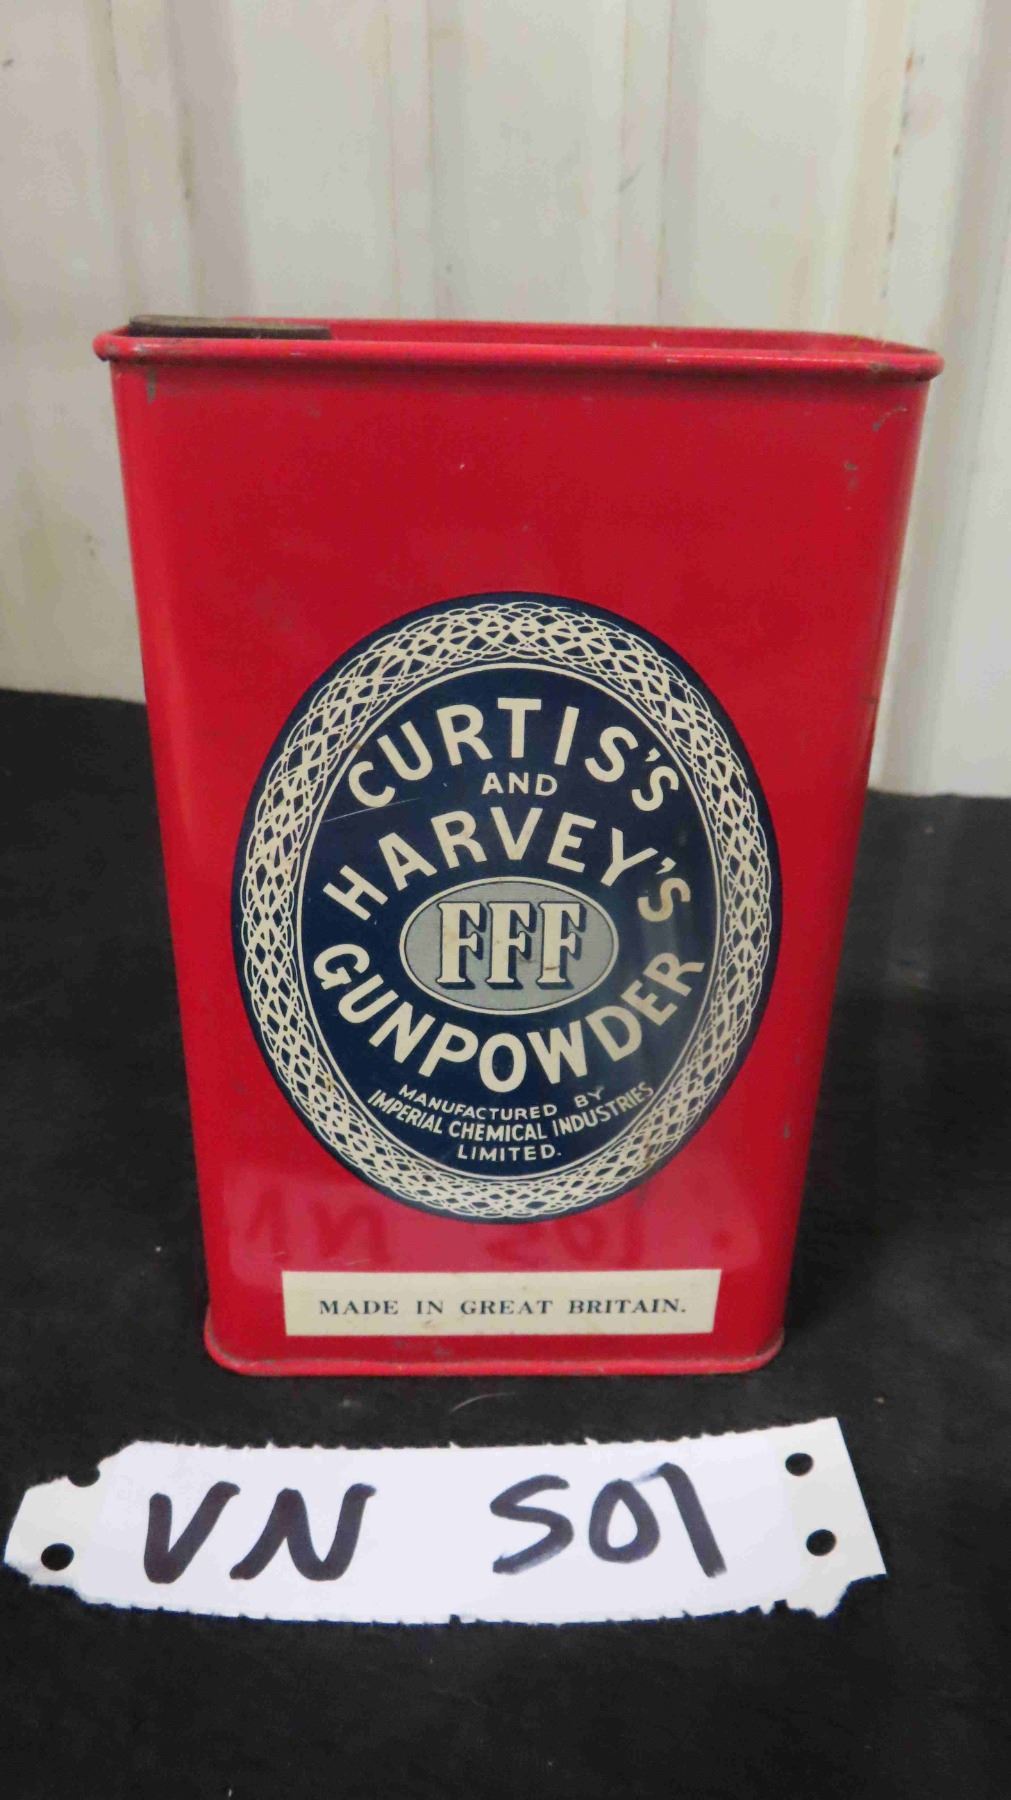 CURTIS'S
AND
HARVEY'S
FFF
GUNPOWDER
MANUFACTURED BY
IMPERIAL CHEMICAL INDUSTRIES
LIMITED.
MADE IN GREAT BRITAIN.
VN 501